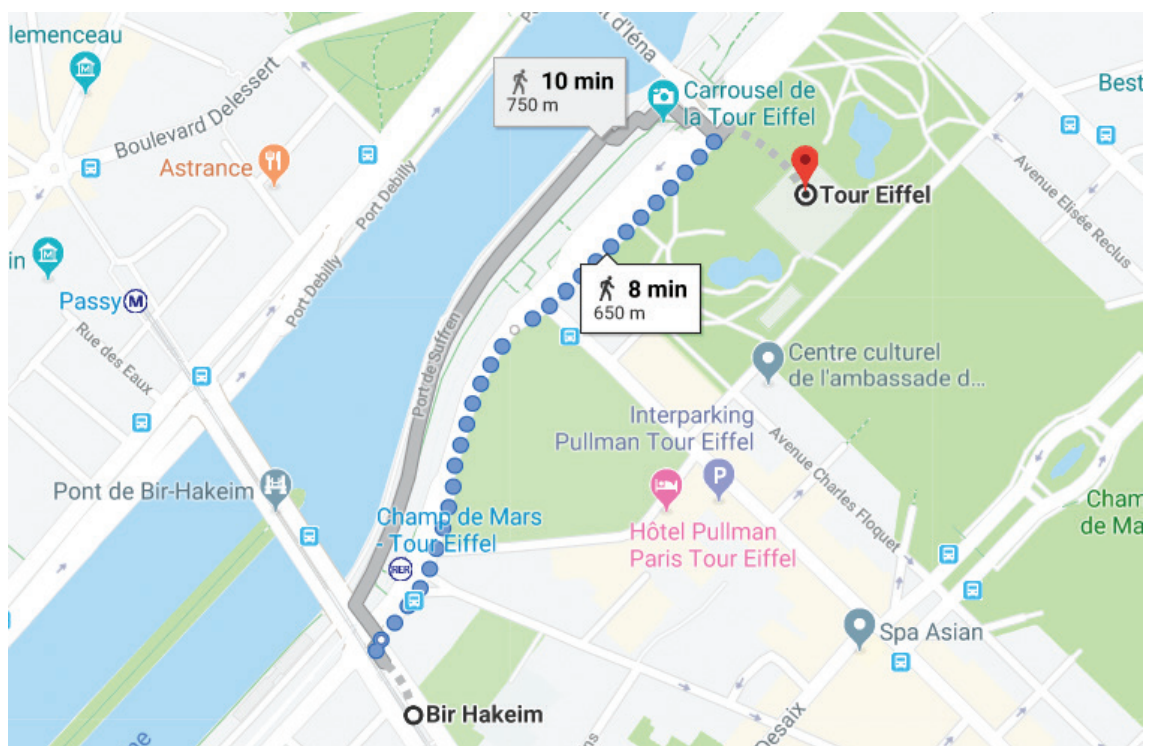 lemenceau
Boulevard Delessert
Astrance
in
Passy
M
Rue des Eaux
Port Debilly
Port Debilly
t d'Iéna
10 min
750 m
Carrousel de
la Tour Eiffel
Best
Avenue Elisée Reclus
Tour Eiffel
8 min
650 m
Port de Suffren
Centre culturel
de l'ambassade d...
Interparking
Pullman Tour Eiffel
P
Avenue Charles Floquet
Pont de Bir-Hakeim
Champ de Mars
- Tour Eiffel
RER
Hôtel Pullman
Paris Tour Eiffel
Cham
de Ma
Spa Asian
Bir Hakeim
Desaix
ne